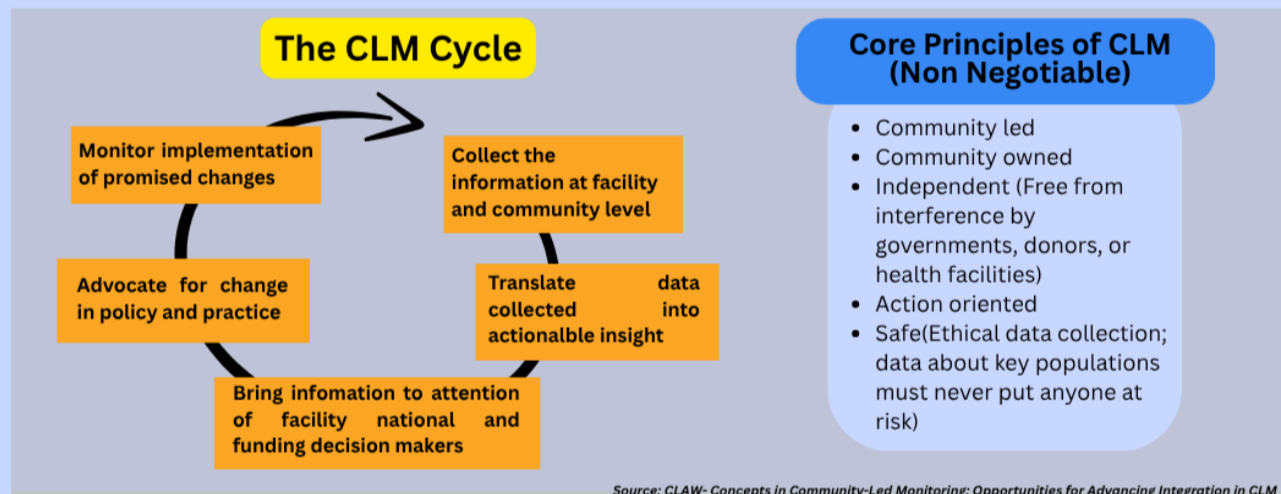 The CLM Cycle
Monitor implementation
of promised changes
Collect the
information at facility
and community level
Translate data
collected into
actionalble insight
Bring infomation to attention
of facility national and
funding decision makers
Advocate for change
in policy and practice
Core Principles of CLM
(Non Negotiable)
• Community led
• Community owned
• Independent (Free from
interference by
governments, donors, or
health facilities)
• Action oriented
• Safe(Ethical data collection;
data about key populations
must never put anyone at
risk)
Source: CLAW- Concepts in Community-Led Monitoring: Opportunities for Advancing Integration in CLM